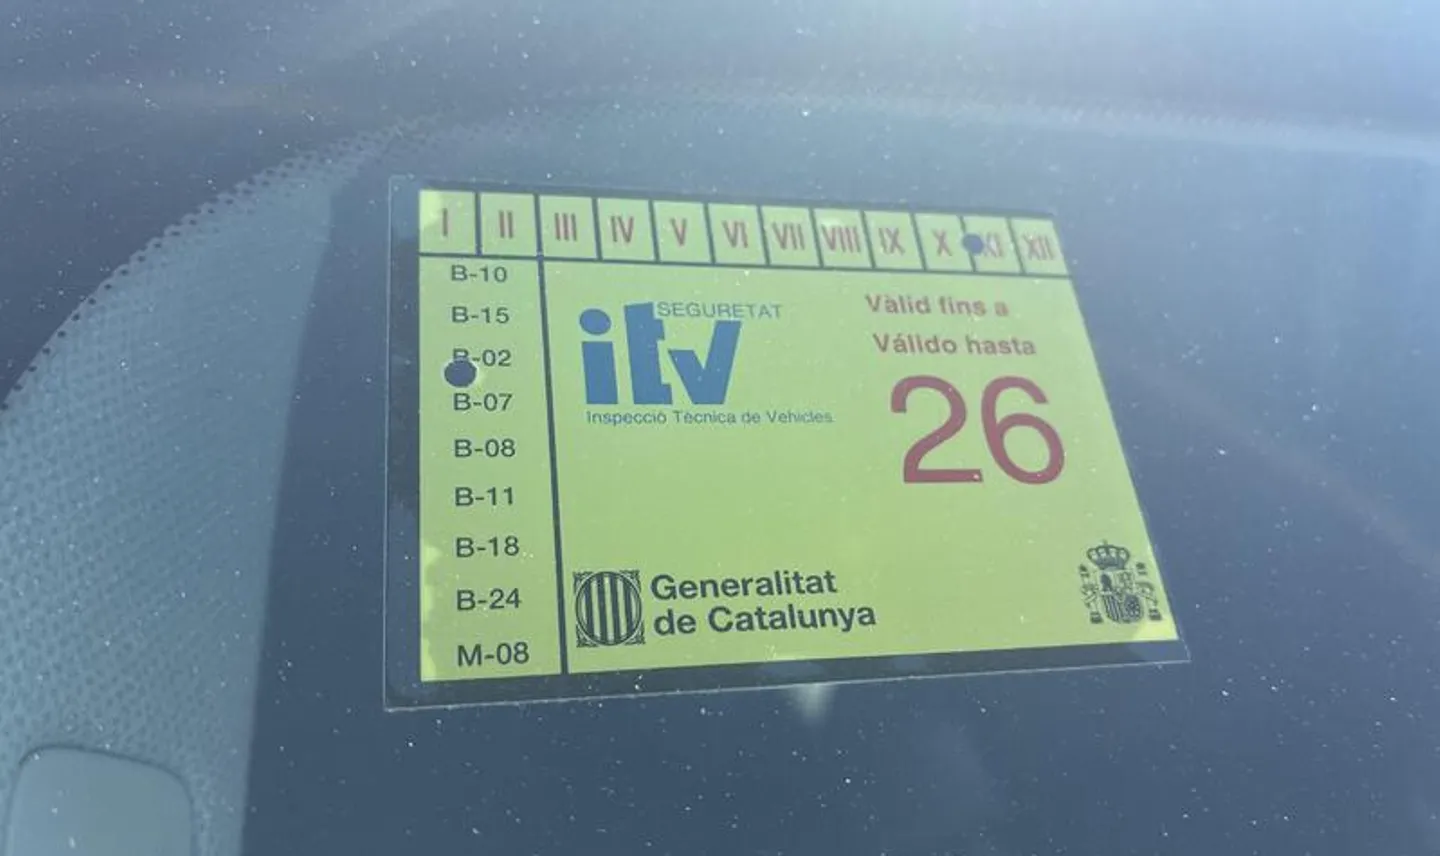 I II III IV V VI VII VIII IX X XI XII
B-10
B-15
B-02
B-07
B-08
B-11
B-18
B-24
M-08
SEGURETAT
itv
Inspecció Tècnica de Vehicles
Vàlid fins a
Válido hasta
26
Generalitat
de Catalunya